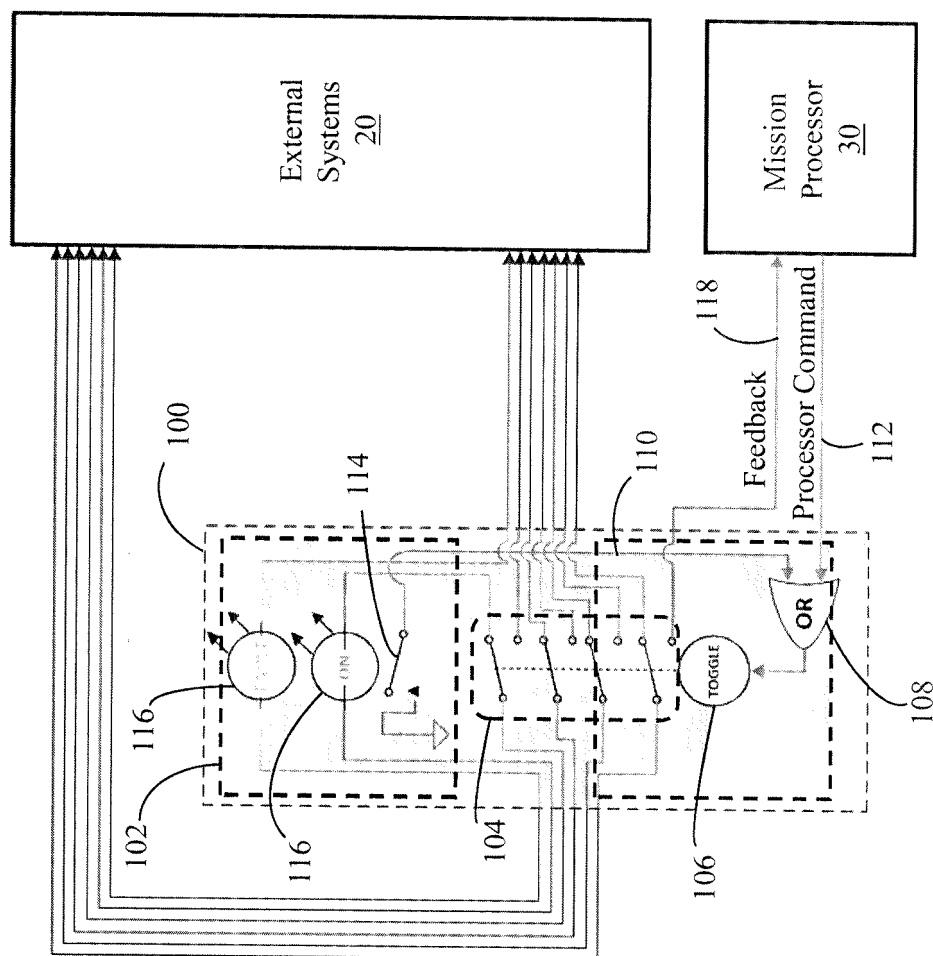 External
Systems
20
Mission
Processor
30
118
Feedback
Processor Command
112
100
114
110
ON
OR
TOGGLE
116
102
116
104
106
108